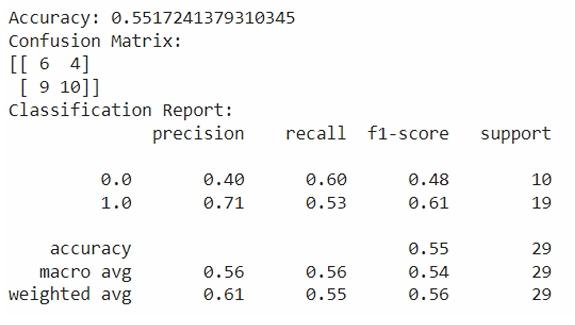 Accuracy: 0.5517241379310345
Confusion Matrix:
[[ 6  4]
 [ 9 10]]
Classification Report:
              precision    recall  f1-score   support

         0.0       0.40      0.60      0.48        10
         1.0       0.71      0.53      0.61        19

    accuracy                           0.55        29
   macro avg       0.56      0.56      0.54        29
weighted avg       0.61      0.55      0.56        29